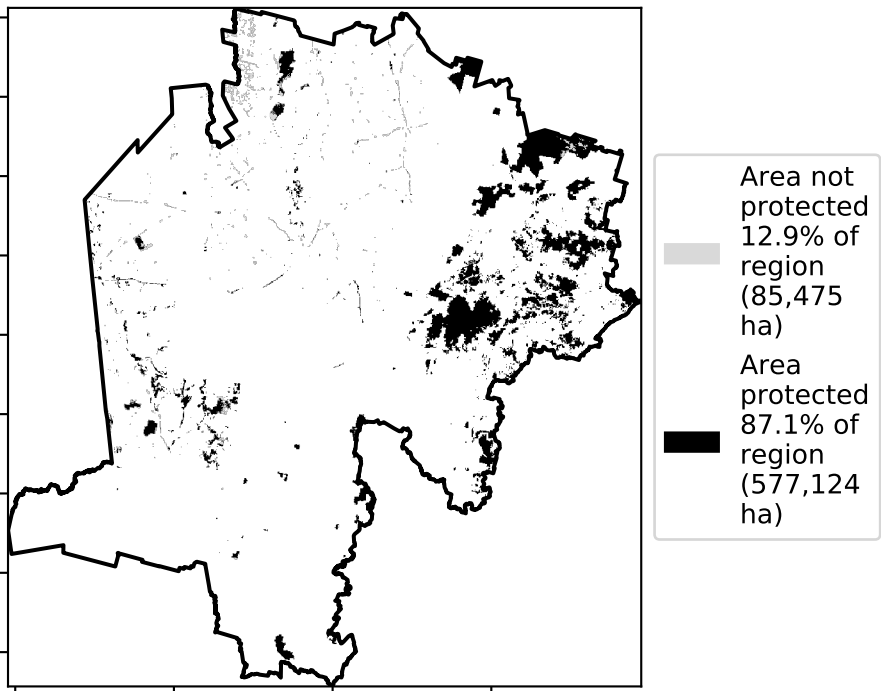 Area not
protected
12.9% of
region
(85,475
ha)
Area
protected
87.1% of
region
(577,124
ha)